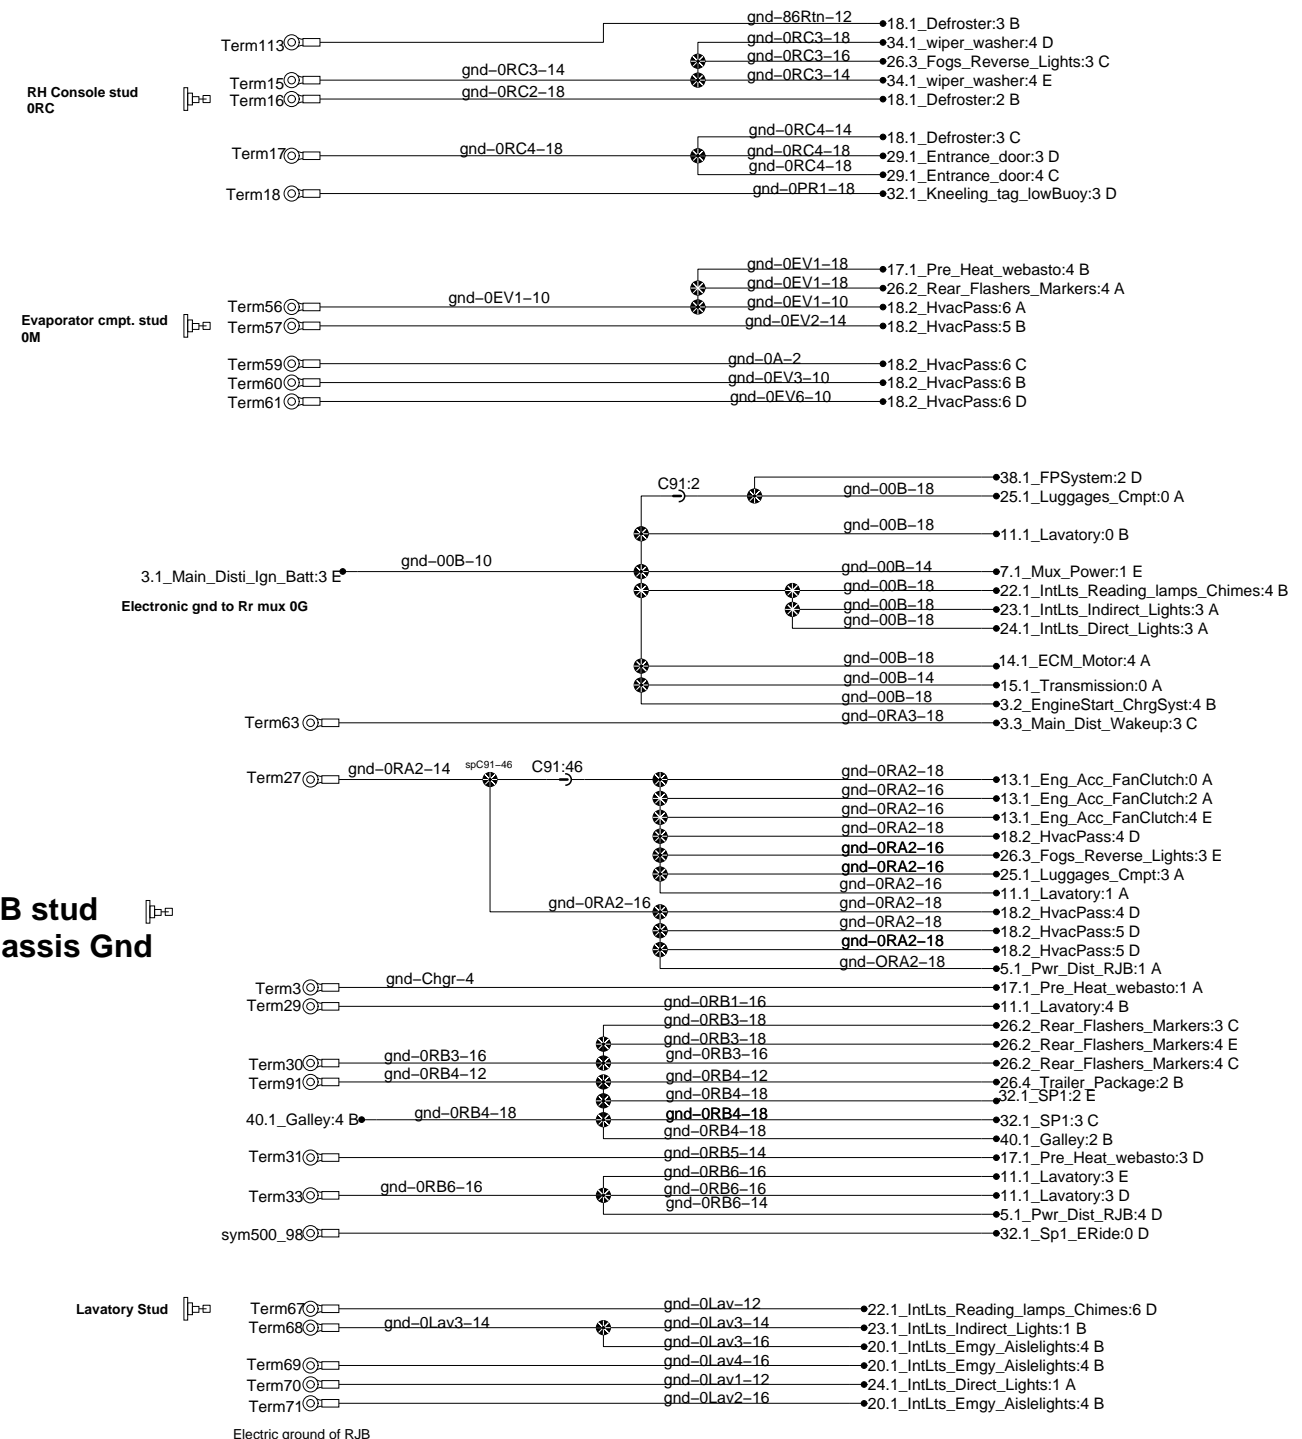 gnd–86Rtn–12
18.1_Defroster:3 B
Term113
gnd–0RC3–18
34.1_wiper_washer:4 D
gnd–0RC3–16
26.3_Fogs_Reverse_Lights:3 C
Term15
gnd–0RC3–14
gnd–0RC3–14
34.1_wiper_washer:4 E
RH Console stud
0RC
Term16
gnd–0RC2–18
18.1_Defroster:2 B
gnd–0RC4–14
18.1_Defroster:3 C
Term17
gnd–0RC4–18
gnd–0RC4–18
29.1_Entrance_door:3 D
gnd–0RC4–18
29.1_Entrance_door:4 C
Term18
gnd–0PR1–18
32.1_Kneeling_tag_lowBuoy:3 D
gnd–0EV1–18
17.1_Pre_Heat_webasto:4 B
gnd–0EV1–18
26.2_Rear_Flashers_Markers:4 A
Term56
gnd–0EV1–10
gnd–0EV1–10
18.2_HvacPass:6 A
Evaporator cmpt. stud
0M
Term57
gnd–0EV2–14
18.2_HvacPass:5 B
Term59
gnd–0A–2
18.2_HvacPass:6 C
Term60
gnd–0EV3–10
18.2_HvacPass:6 B
Term61
gnd–0EV6–10
18.2_HvacPass:6 D
38.1_FPSystem:2 D
C91:2
gnd–00B–18
25.1_Luggages_Cmpt:0 A
gnd–00B–18
11.1_Lavatory:0 B
3.1_Main_Disti_Ign_Batt:3 E
gnd–00B–10
gnd–00B–14
7.1_Mux_Power:1 E
gnd–00B–18
22.1_IntLts_Reading_lamps_Chimes:4 B
Electronic gnd to Rr mux 0G
gnd–00B–18
23.1_IntLts_Indirect_Lights:3 A
gnd–00B–18
24.1_IntLts_Direct_Lights:3 A
gnd–00B–18
14.1_ECM_Motor:4 A
gnd–00B–14
15.1_Transmission:0 A
gnd–00B–18
3.2_EngineStart_ChrgSyst:4 B
Term63
gnd–0RA3–18
3.3_Main_Dist_Wakeup:3 C
Term27
gnd–0RA2–14
spC91–46
C91:46
gnd–0RA2–18
13.1_Eng_Acc_FanClutch:0 A
gnd–0RA2–16
13.1_Eng_Acc_FanClutch:2 A
gnd–0RA2–16
13.1_Eng_Acc_FanClutch:4 E
gnd–0RA2–18
18.2_HvacPass:4 D
gnd–0RA2–16
26.3_Fogs_Reverse_Lights:3 E
gnd–0RA2–16
25.1_Luggages_Cmpt:3 A
gnd–0RA2–16
11.1_Lavatory:1 A
B stud
assis Gnd
gnd–0RA2–16
gnd–0RA2–18
18.2_HvacPass:4 D
gnd–0RA2–18
18.2_HvacPass:5 D
gnd–0RA2–18
18.2_HvacPass:5 D
gnd–ORA2–18
5.1_Pwr_Dist_RJB:1 A
Term3
gnd–Chgr–4
17.1_Pre_Heat_webasto:1 A
Term29
gnd–0RB1–16
11.1_Lavatory:4 B
gnd–0RB3–18
26.2_Rear_Flashers_Markers:3 C
gnd–0RB3–18
26.2_Rear_Flashers_Markers:4 E
Term30
gnd–0RB3–16
gnd–0RB3–16
26.2_Rear_Flashers_Markers:4 C
Term91
gnd–0RB4–12
gnd–0RB4–12
26.4_Trailer_Package:2 B
gnd–0RB4–18
32.1_SP1:2 E
40.1_Galley:4 B
gnd–0RB4–18
gnd–0RB4–18
32.1_SP1:3 C
gnd–0RB4–18
40.1_Galley:2 B
Term31
gnd–0RB5–14
17.1_Pre_Heat_webasto:3 D
gnd–0RB6–16
11.1_Lavatory:3 E
Term33
gnd–0RB6–16
gnd–0RB6–16
11.1_Lavatory:3 D
gnd–0RB6–14
5.1_Pwr_Dist_RJB:4 D
sym500_98
32.1_Sp1_ERide:0 D
Lavatory Stud
Term67
gnd–0Lav–12
22.1_IntLts_Reading_lamps_Chimes:6 D
Term68
gnd–0Lav3–14
gnd–0Lav3–14
23.1_IntLts_Indirect_Lights:1 B
gnd–0Lav3–16
20.1_IntLts_Emgy_Aislelights:4 B
Term69
gnd–0Lav4–16
20.1_IntLts_Emgy_Aislelights:4 B
Term70
gnd–0Lav1–12
24.1_IntLts_Direct_Lights:1 A
Term71
gnd–0Lav2–16
20.1_IntLts_Emgy_Aislelights:4 B
Electric ground of RJB